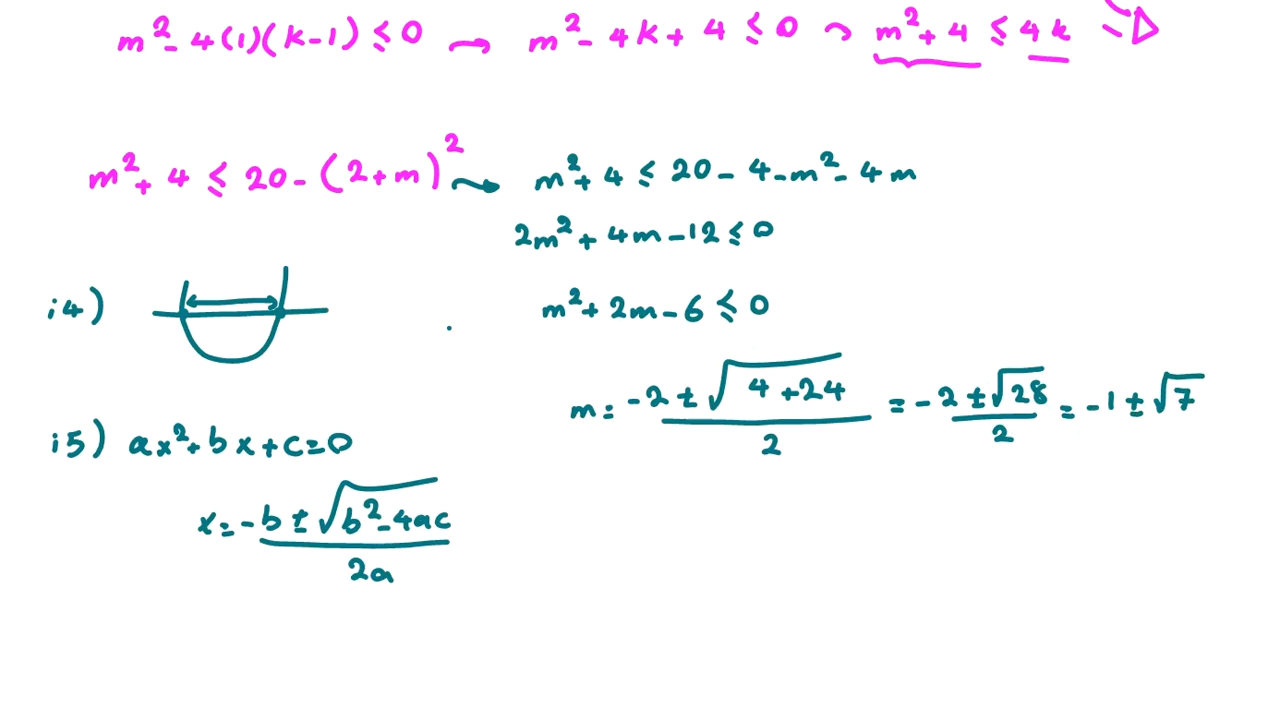 m² - 4(1)(k-1) ≤ 0 → m² - 4k + 4 ≤ 0 → m² + 4 ≤ 4k
m² + 4 ≤ 20 - (2+m)² → m² + 4 ≤ 20 - 4 - m² - 4m
2m² + 4m - 12 ≤ 0
i4)
m² + 2m - 6 ≤ 0
m = (-2 ± √(4+24))/2 = (-2 ± √28)/2 = -1 ± √7
i5) ax² + bx + c = 0
x = (-b ± √(b² - 4ac))/2a